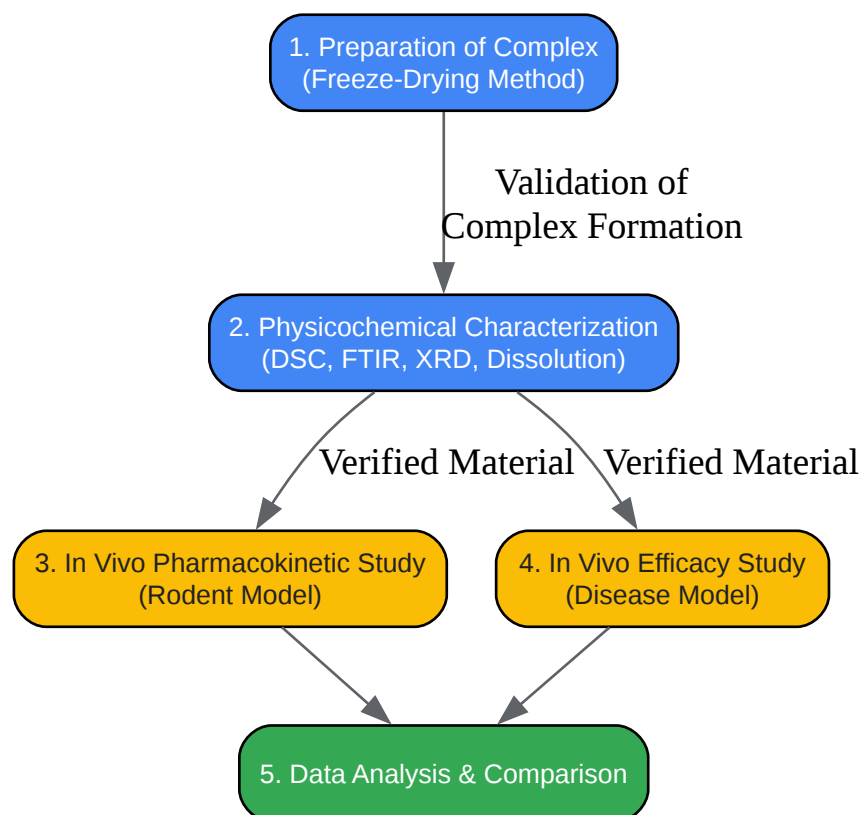 1. Preparation of Complex
(Freeze-Drying Method)
Validation of
Complex Formation
2. Physicochemical Characterization
(DSC, FTIR, XRD, Dissolution)
Verified Material
Verified Material
3. In Vivo Pharmacokinetic Study
(Rodent Model)
4. In Vivo Efficacy Study
(Disease Model)
5. Data Analysis & Comparison